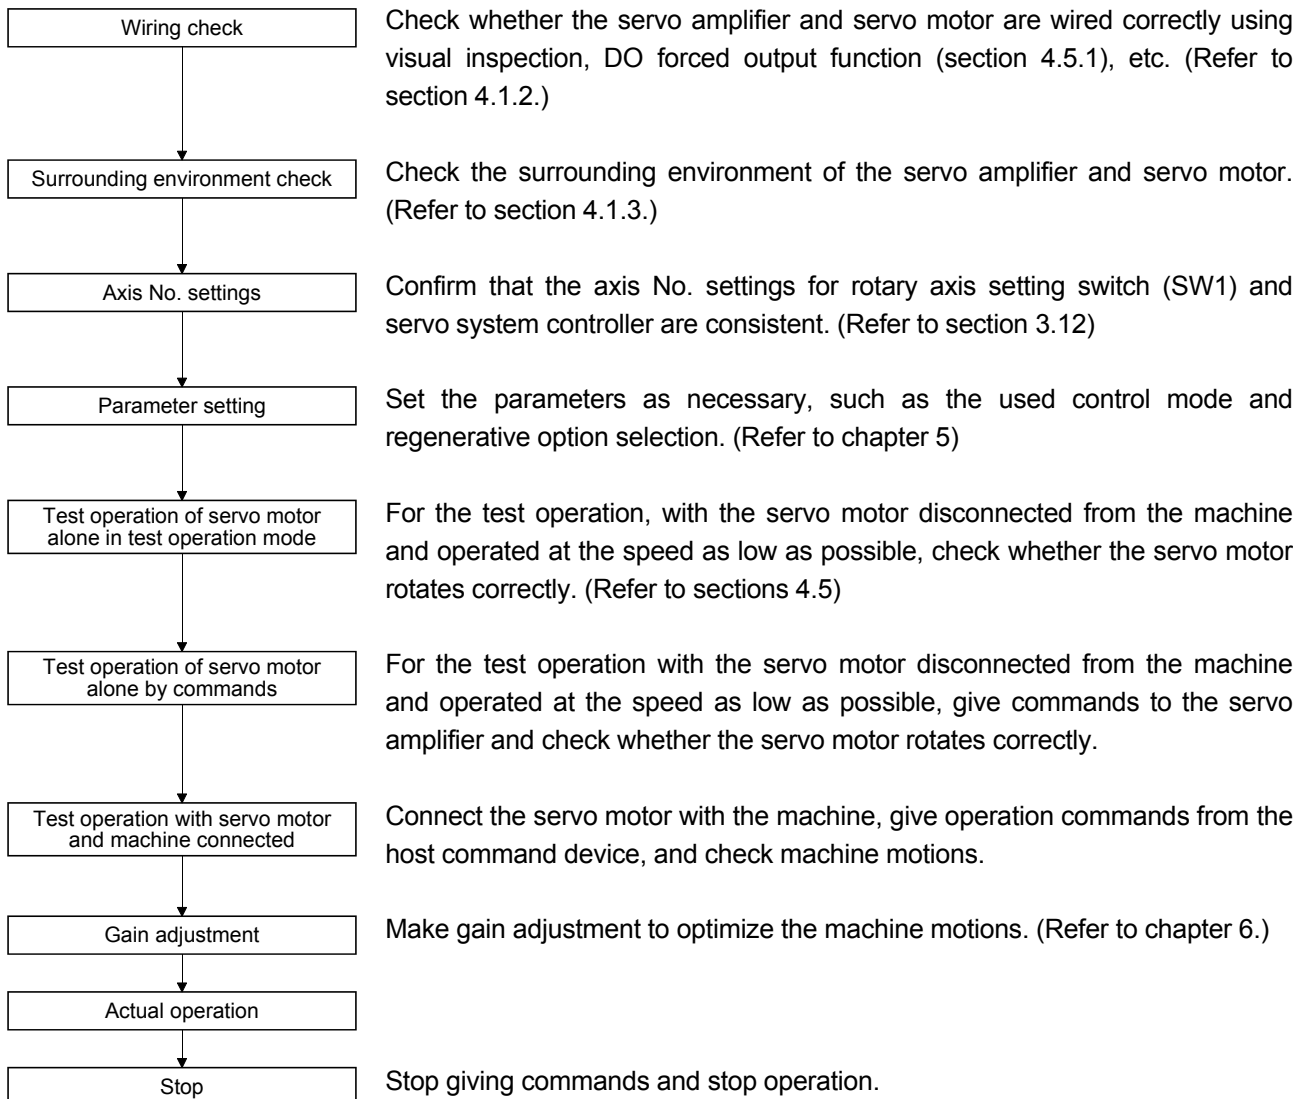 Wiring check
Check whether the servo amplifier and servo motor are wired correctly using
visual inspection, DO forced output function (section 4.5.1), etc. (Refer to
section 4.1.2.)
Surrounding environment check
Check the surrounding environment of the servo amplifier and servo motor.
(Refer to section 4.1.3.)
Axis No. settings
Confirm that the axis No. settings for rotary axis setting switch (SW1) and
servo system controller are consistent. (Refer to section 3.12)
Parameter setting
Set the parameters as necessary, such as the used control mode and
regenerative option selection. (Refer to chapter 5)
Test operation of servo motor
alone in test operation mode
For the test operation, with the servo motor disconnected from the machine
and operated at the speed as low as possible, check whether the servo motor
rotates correctly. (Refer to sections 4.5)
Test operation of servo motor
alone by commands
For the test operation with the servo motor disconnected from the machine
and operated at the speed as low as possible, give commands to the servo
amplifier and check whether the servo motor rotates correctly.
Test operation with servo motor
and machine connected
Connect the servo motor with the machine, give operation commands from the
host command device, and check machine motions.
Gain adjustment
Make gain adjustment to optimize the machine motions. (Refer to chapter 6.)
Actual operation
Stop
Stop giving commands and stop operation.